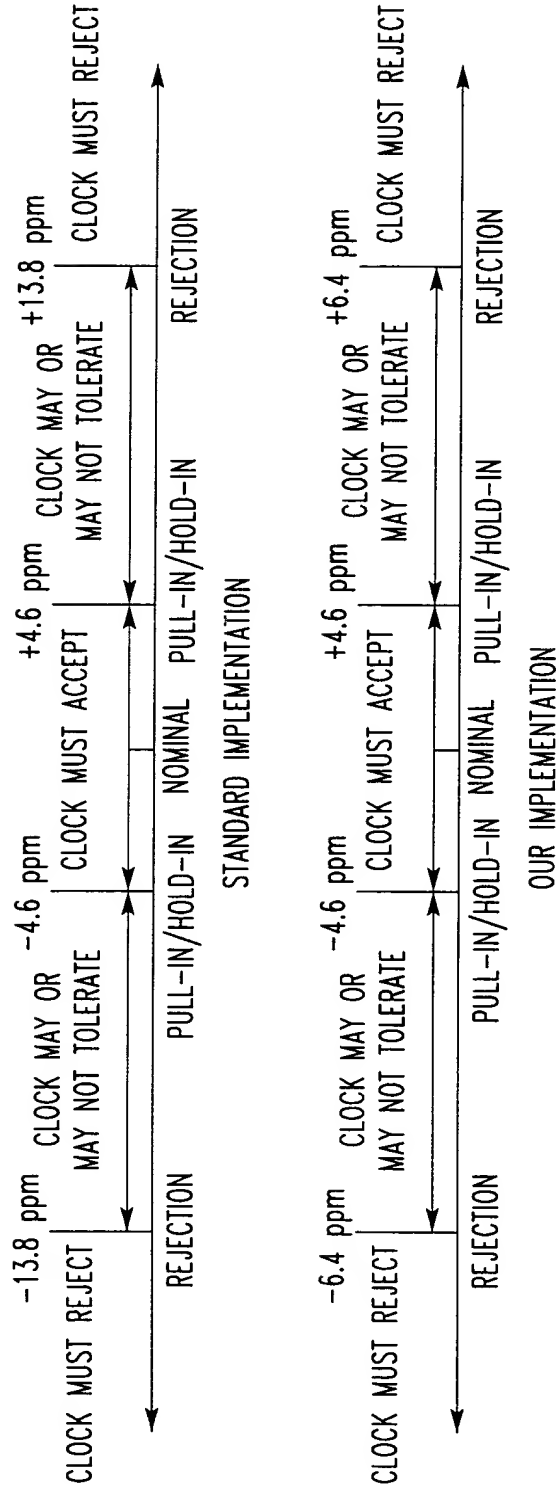 CLOCK MUST REJECT
-13.8 ppm
CLOCK MAY OR
MAY NOT TOLERATE
-4.6 ppm
CLOCK MUST ACCEPT
+4.6 ppm
CLOCK MAY OR
MAY NOT TOLERATE
+13.8 ppm
CLOCK MUST REJECT
REJECTION
PULL-IN/HOLD-IN
NOMINAL
PULL-IN/HOLD-IN
REJECTION
STANDARD IMPLEMENTATION
CLOCK MUST REJECT
-6.4 ppm
CLOCK MAY OR
MAY NOT TOLERATE
-4.6 ppm
CLOCK MUST ACCEPT
+4.6 ppm
CLOCK MAY OR
MAY NOT TOLERATE
+6.4 ppm
CLOCK MUST REJECT
REJECTION
PULL-IN/HOLD-IN
NOMINAL
PULL-IN/HOLD-IN
REJECTION
OUR IMPLEMENTATION